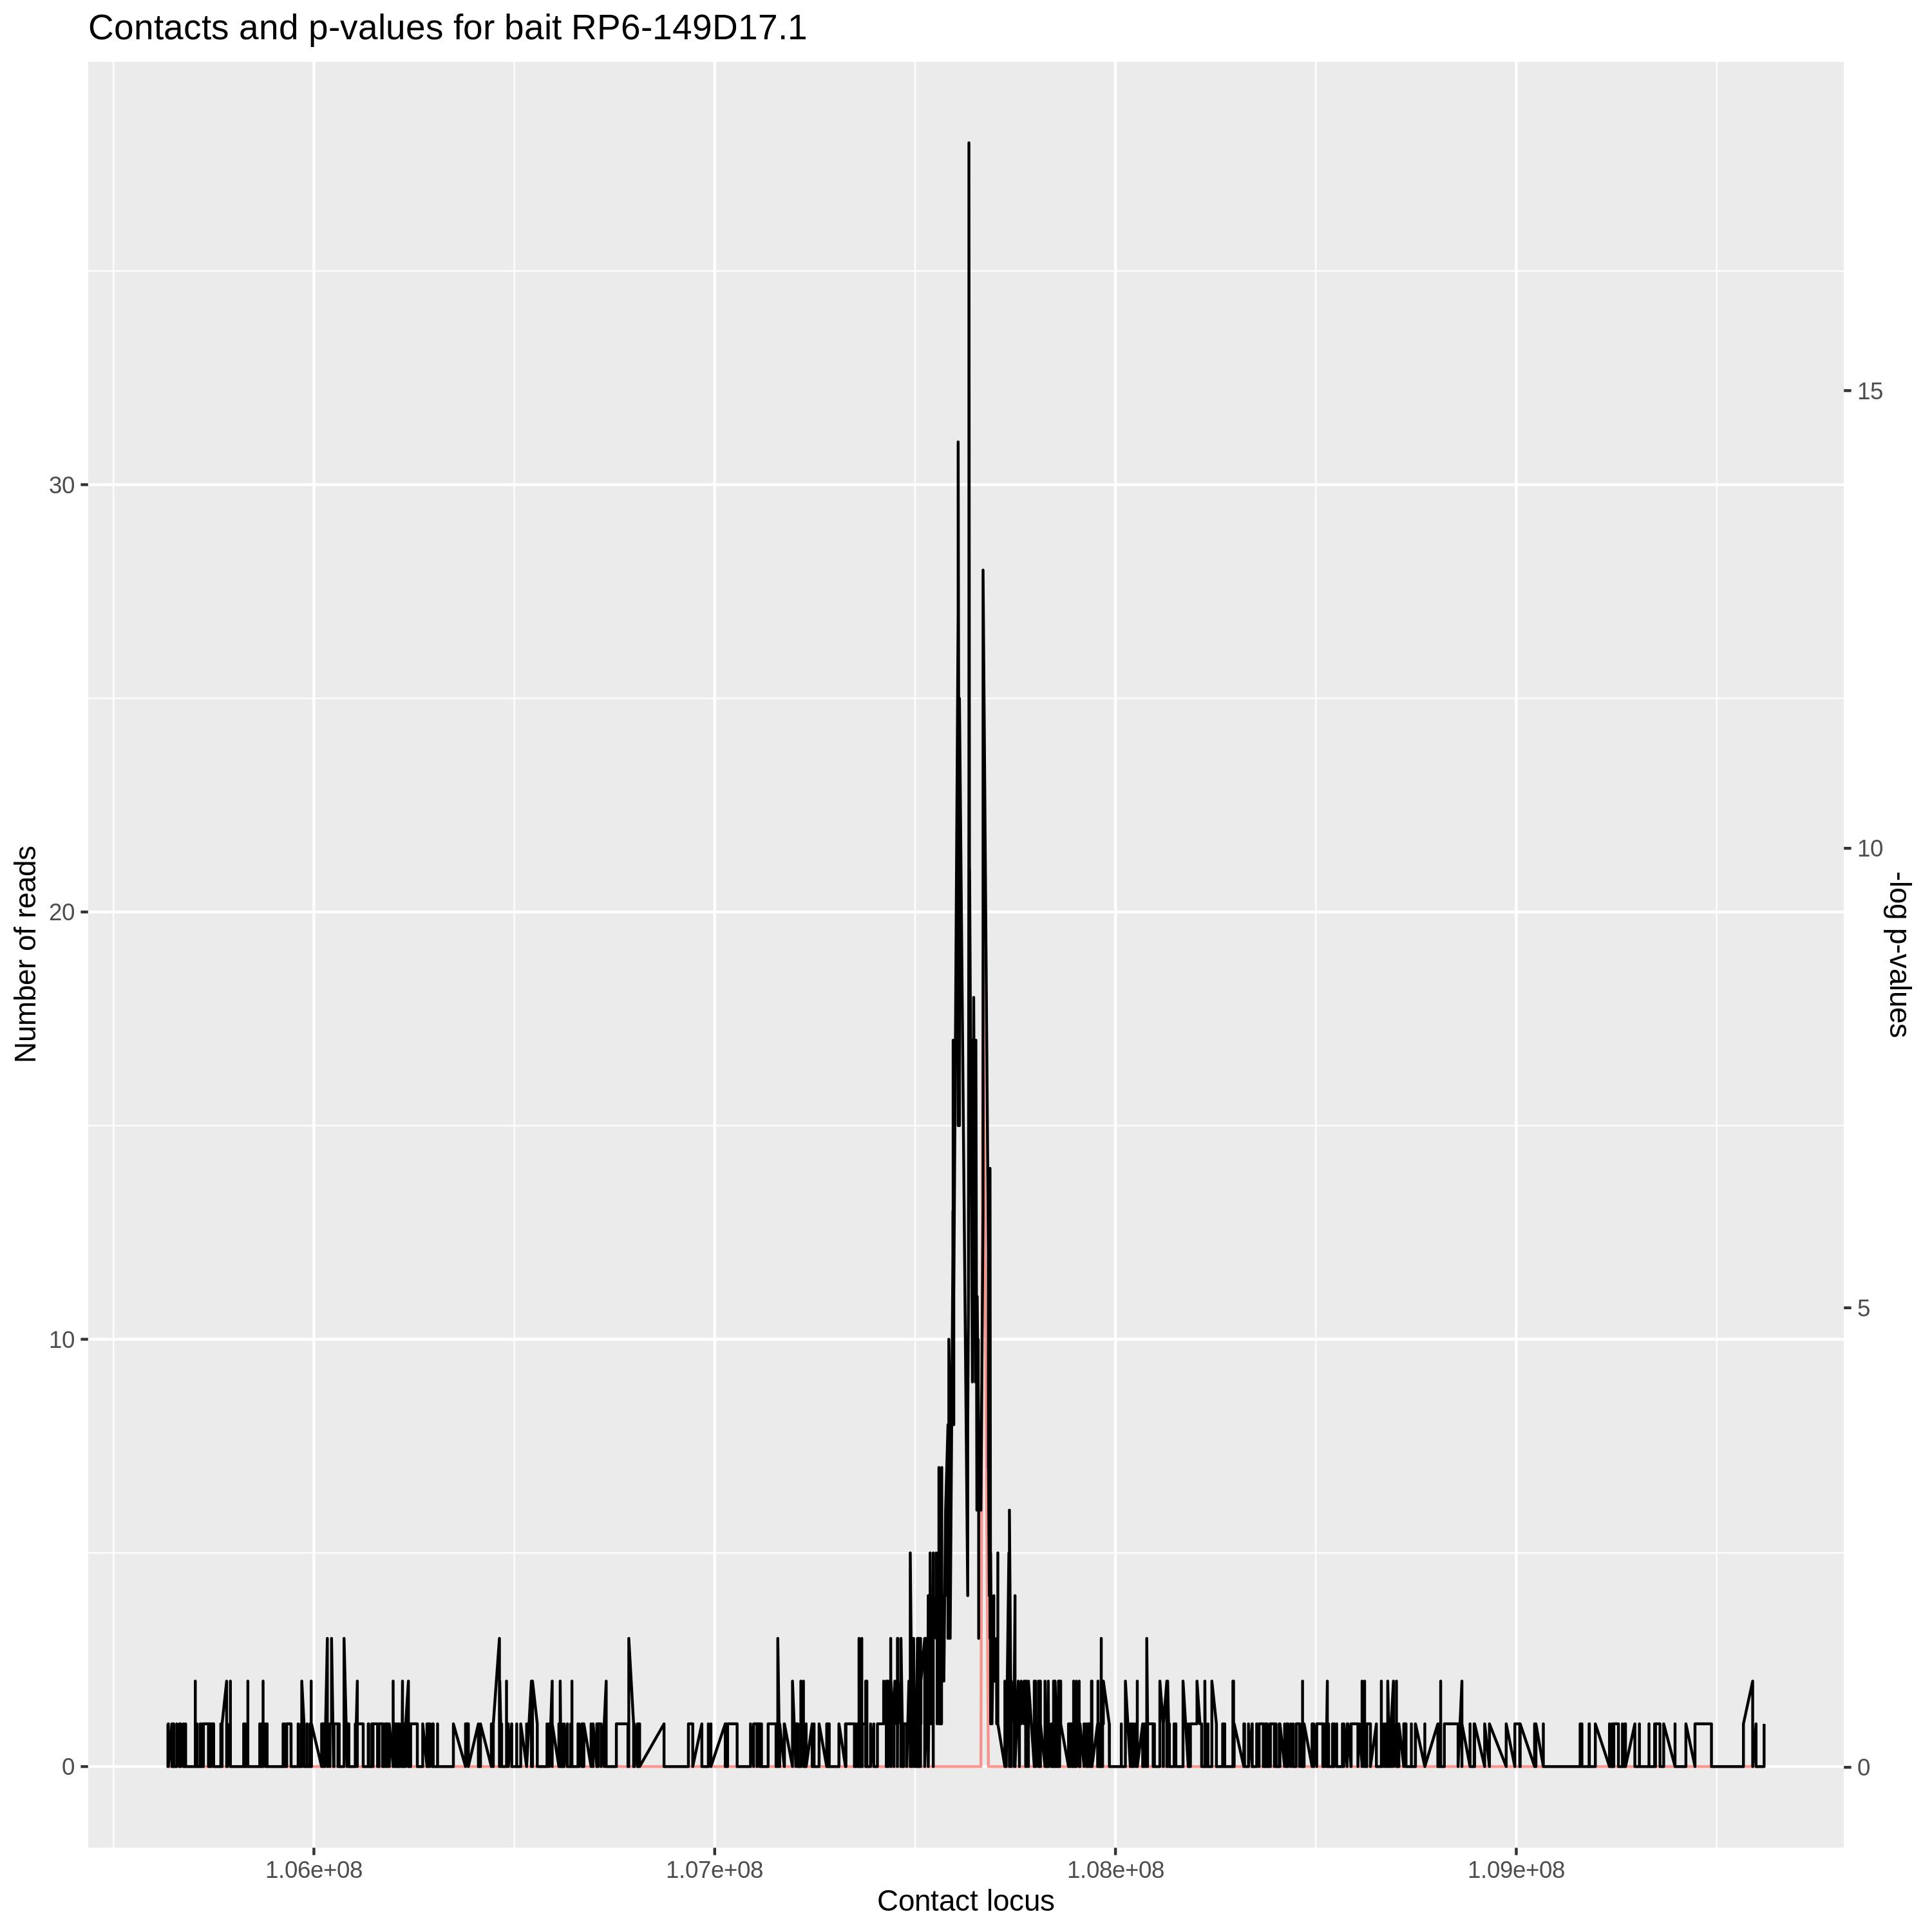 Contacts and p-values for bait RP6-149D17.1
Number of reads
30
20
10
0
15
10
5
0
-log p-values
1.06e+08 1.07e+08 1.08e+08 1.09e+08
Contact locus